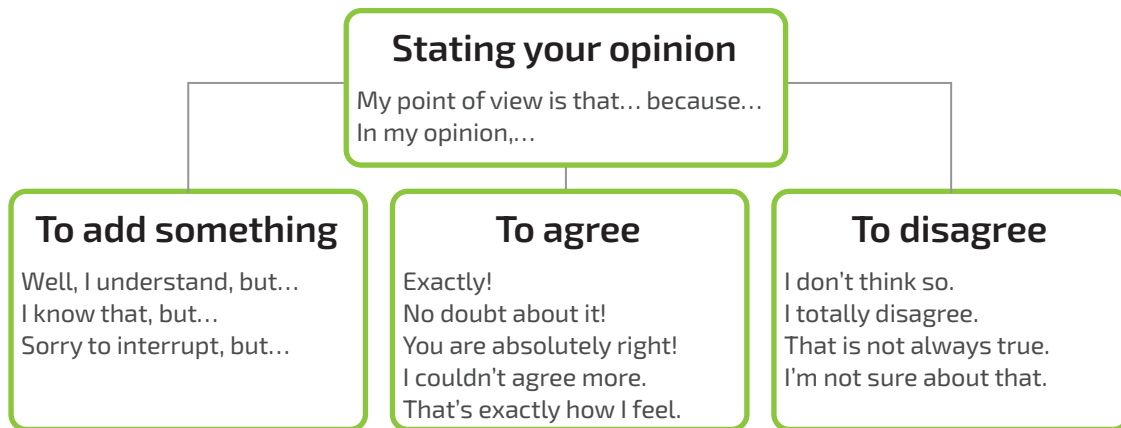 Stating your opinion
My point of view is that… because…
In my opinion,…
To add something
Well, I understand, but…
I know that, but…
Sorry to interrupt, but…
To agree
Exactly!
No doubt about it!
You are absolutely right!
I couldn’t agree more.
That’s exactly how I feel.
To disagree
I don’t think so.
I totally disagree.
That is not always true.
I’m not sure about that.